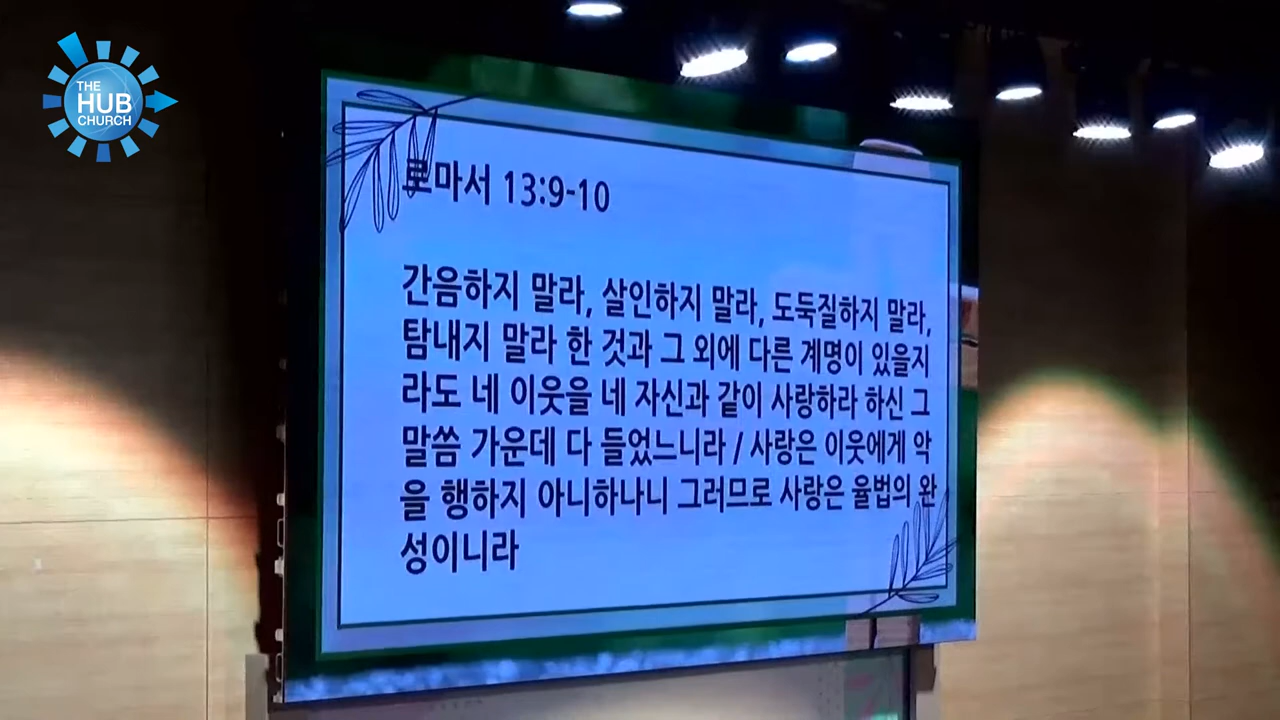 THE
HUB
CHURCH
로마서 13:9-10
간음하지 말라, 살인하지 말라, 도둑질하지 말라,
탐내지 말라 한 것과 그 외에 다른 계명이 있을지
라도 네 이웃을 네 자신과 같이 사랑하라 하신 그
말씀 가운데 다 들었느니라 / 사랑은 이웃에게 악
을 행하지 아니하나니 그러므로 사랑은 율법의 완
성이니라